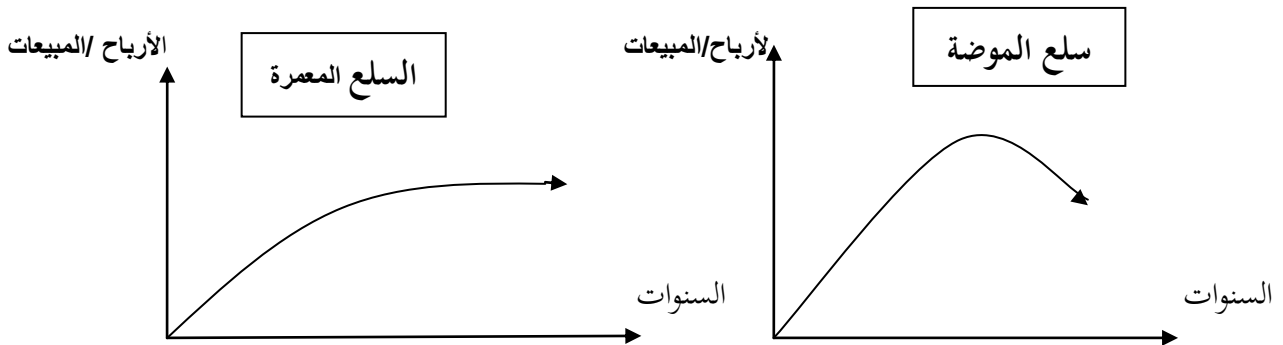 سلع الموضة
لأرباح/المبيعات
السنوات
السلع المعمرة
الأرباح /المبيعات
السنوات